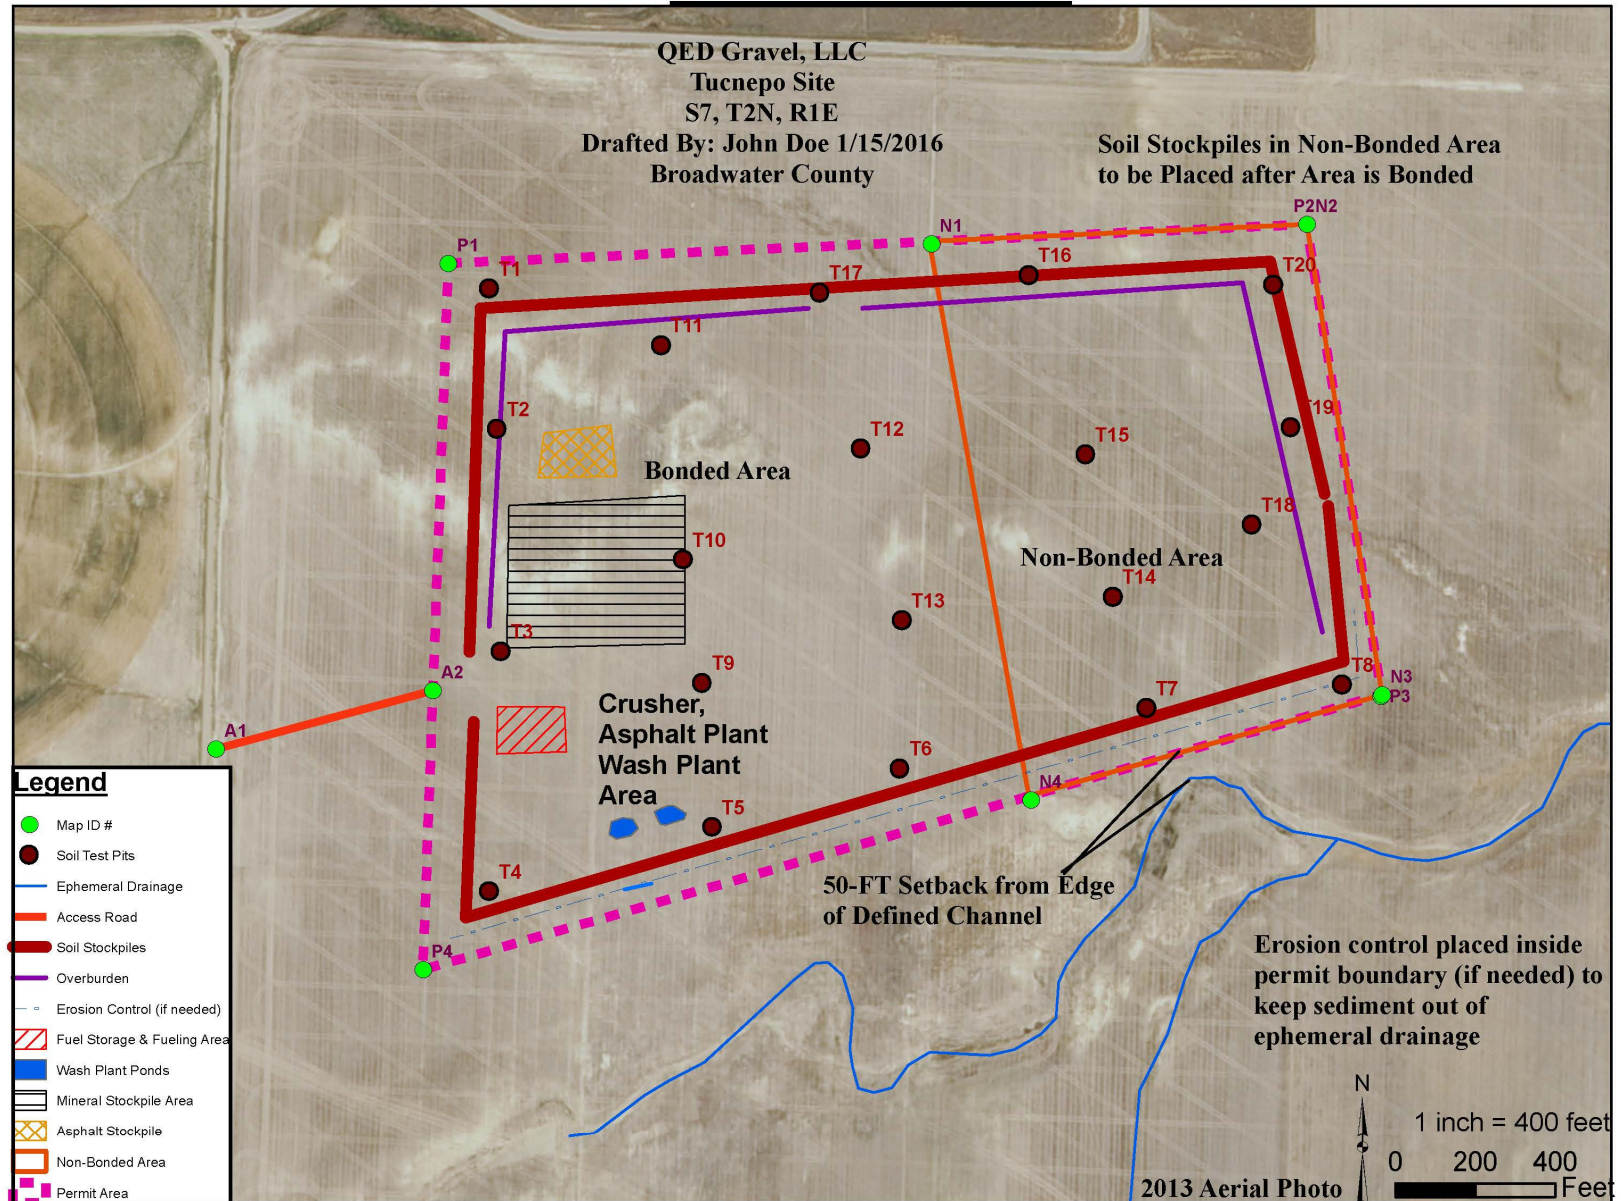 QED Gravel, LLC
Tucnepo Site
S7, T2N, R1E
Drafted By: John Doe 1/15/2016
Broadwater County
Soil Stockpiles in Non-Bonded Area
to be Placed after Area is Bonded
P2N2
N1
P1
T1
T17
T16
T20
T11
T2
T12
T15
T19
Bonded Area
T18
T10
Non-Bonded Area
T14
T13
T3
A2
T9
T8
N3
P3
T7
A1
Crusher,
Asphalt Plant
Wash Plant
Area
T6
N4
T5
T4
P4
50-FT Setback from Edge
of Defined Channel
Erosion control placed inside
permit boundary (if needed) to
keep sediment out of
ephemeral drainage
Legend
Map ID #
Soil Test Pits
Ephemeral Drainage
Access Road
Soil Stockpiles
Overburden
Erosion Control (if needed)
Fuel Storage & Fueling Area
Wash Plant Ponds
Mineral Stockpile Area
Asphalt Stockpile
Non-Bonded Area
Permit Area
N
1 inch = 400 feet
0 200 400
Feet
2013 Aerial Photo